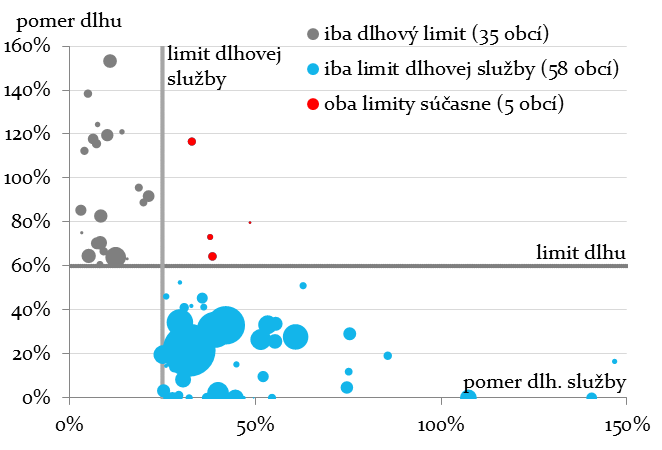 pomer dlhu
160%
limit dlhovej
služby
iba dlhový limit (35 obcí)
iba limit dlhovej služby (58 obcí)
oba limity súčasne (5 obcí)
140%
120%
100%
80%
limit dlhu
60%
40%
20%
pomer dlh. služby
0%
0%
50%
100%
150%